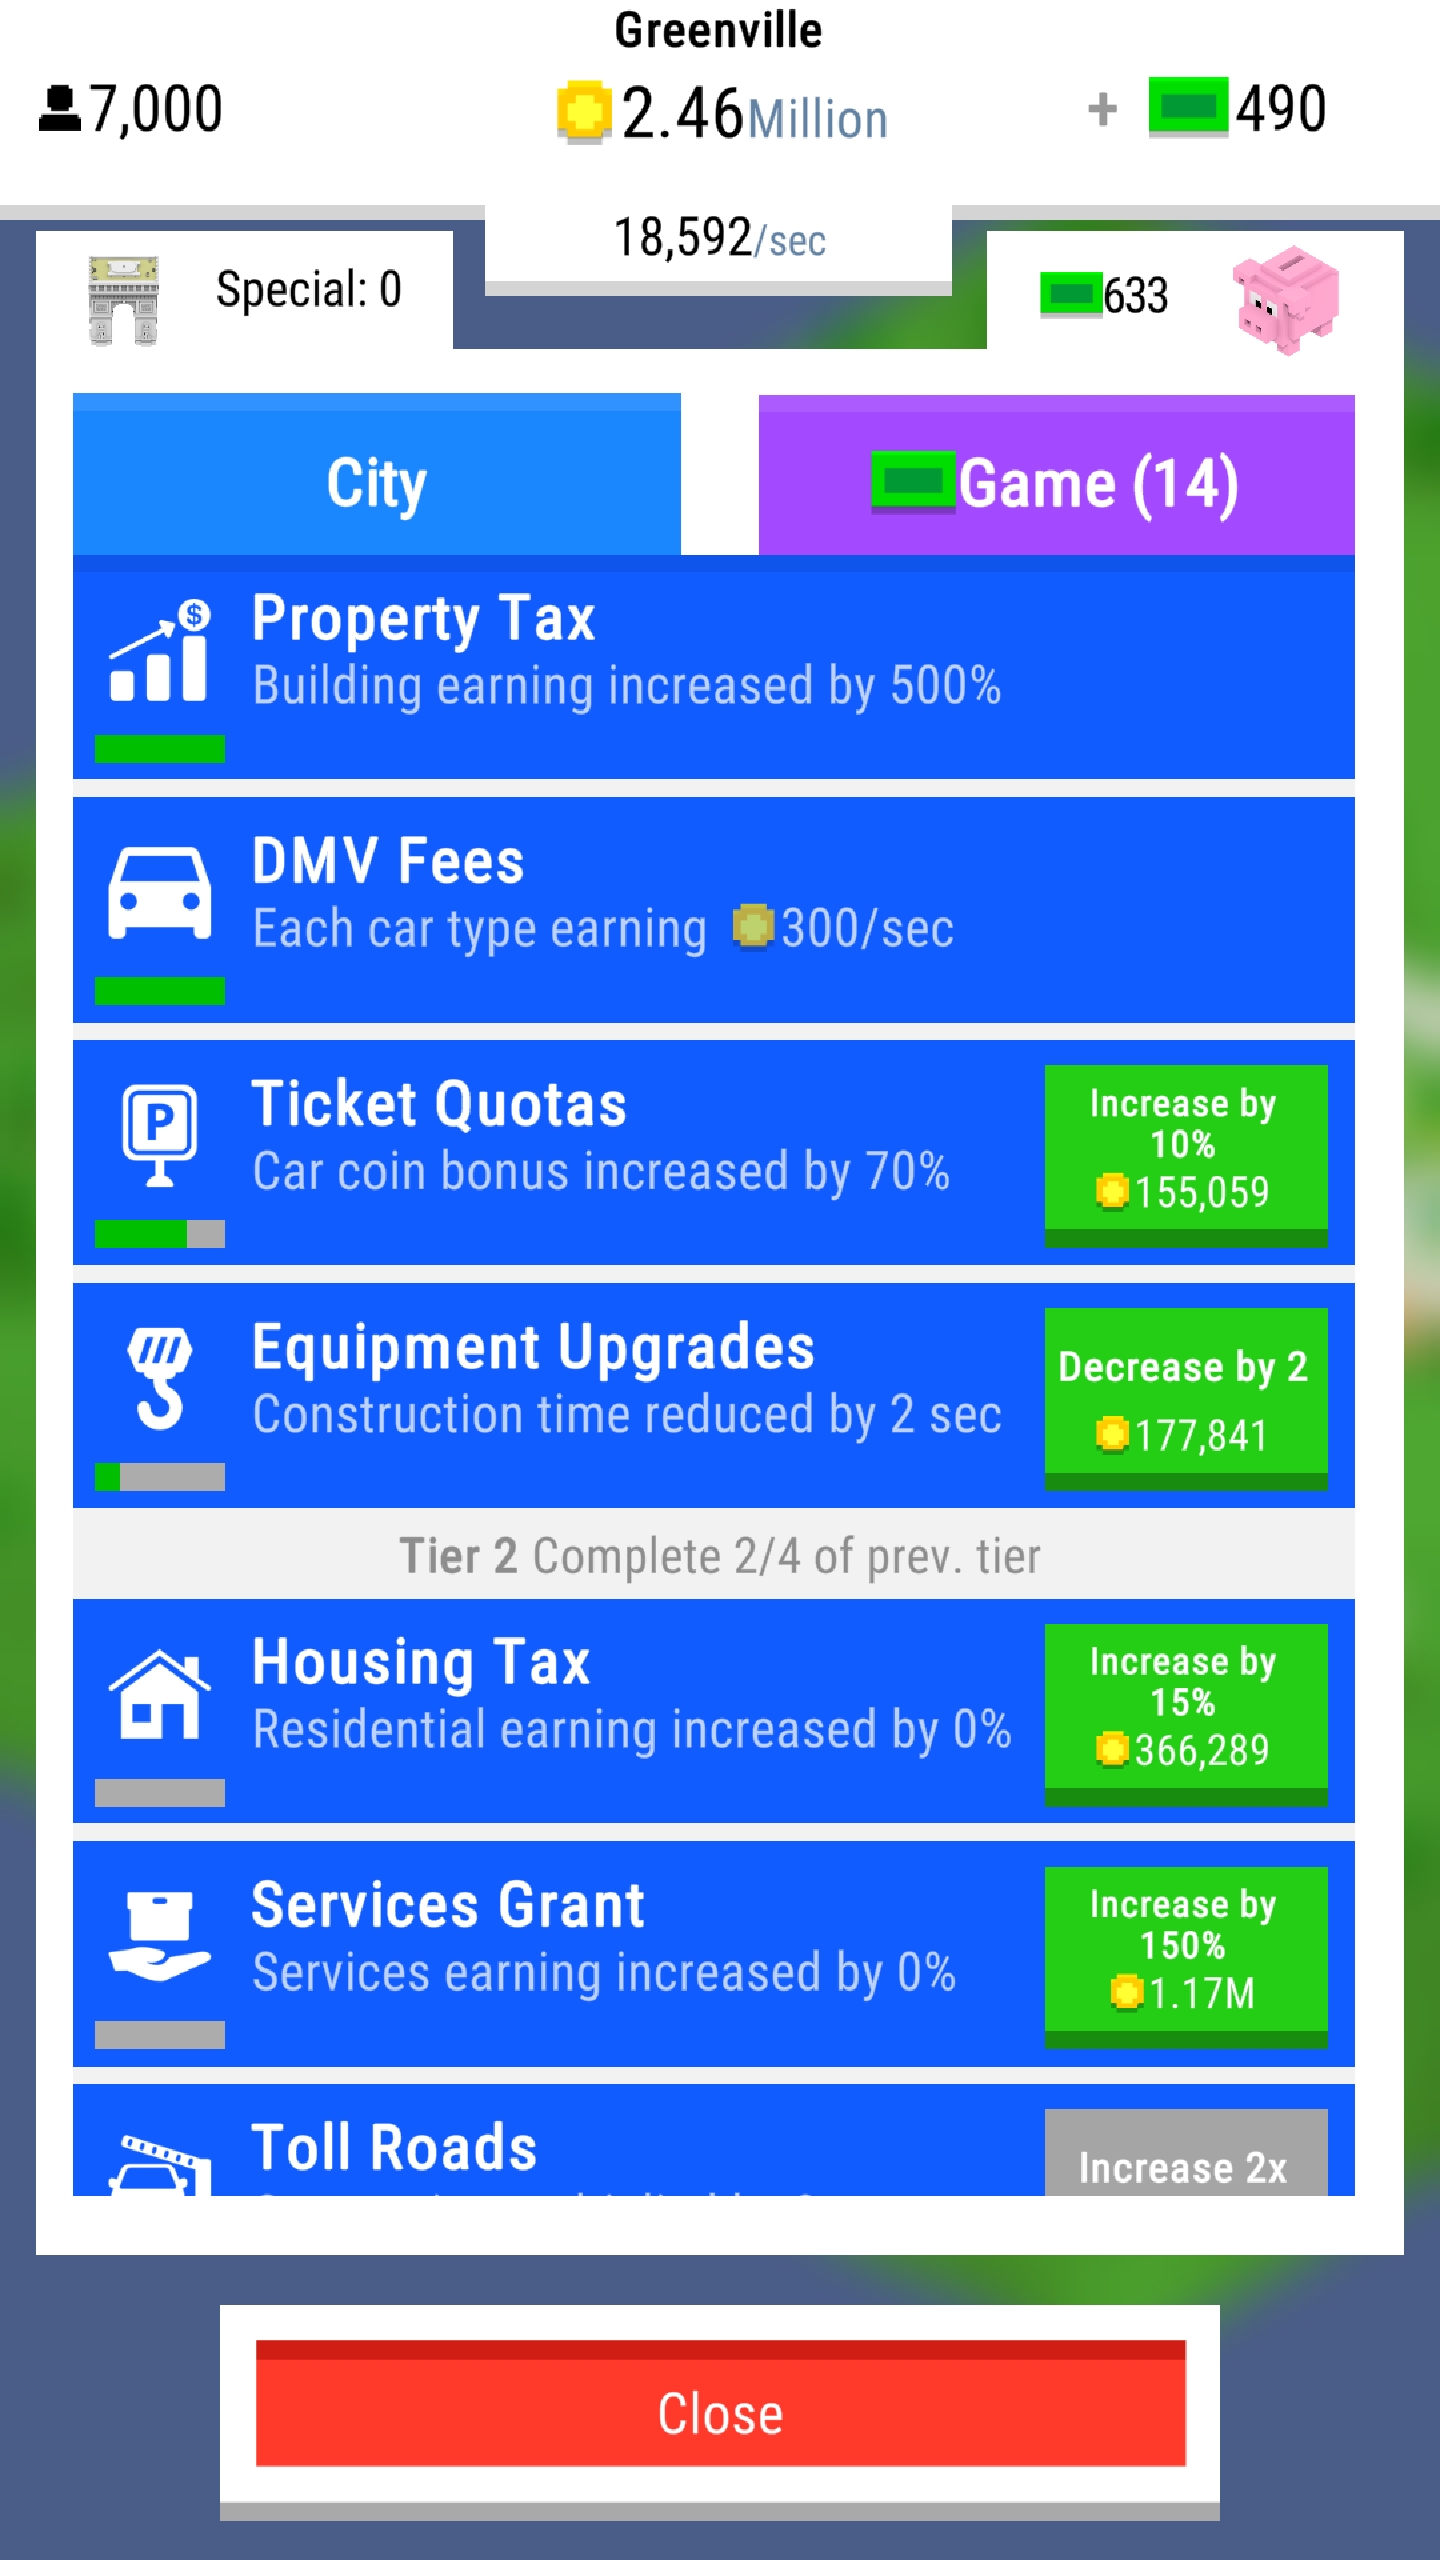 Greenville
7,000
2.46Million
+ 490
18,592/sec
Special: 0
633
City
Game (14)
$
Property Tax
Building earning increased by 500%
DMV Fees
Each car type earning 300/sec
P
Ticket Quotas
Car coin bonus increased by 70%
Increase by
10%
155,059
Equipment Upgrades
Construction time reduced by 2 sec
Decrease by 2
177,841
Tier 2 Complete 2/4 of prev. tier
Housing Tax
Residential earning increased by 0%
Increase by
15%
366,289
Services Grant
Services earning increased by 0%
Increase by
150%
1.17M
Toll Roads
Increase 2x
Close